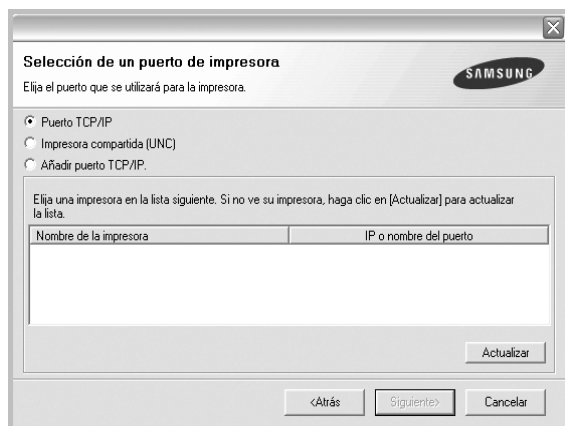 Selección de un puerto de impresora
Elija el puerto que se utilizará para la impresora.
SAMSUNG
Puerto TCP/IP
Impresora compartida (UNC)
Añadir puerto TCP/IP.
Elija una impresora en la lista siguiente. Si no ve su impresora, haga clic en [Actualizar] para actualizar
la lista.
Nombre de la impresora IP o nombre del puerto
Actualizar
<Atrás Siguiente> Cancelar